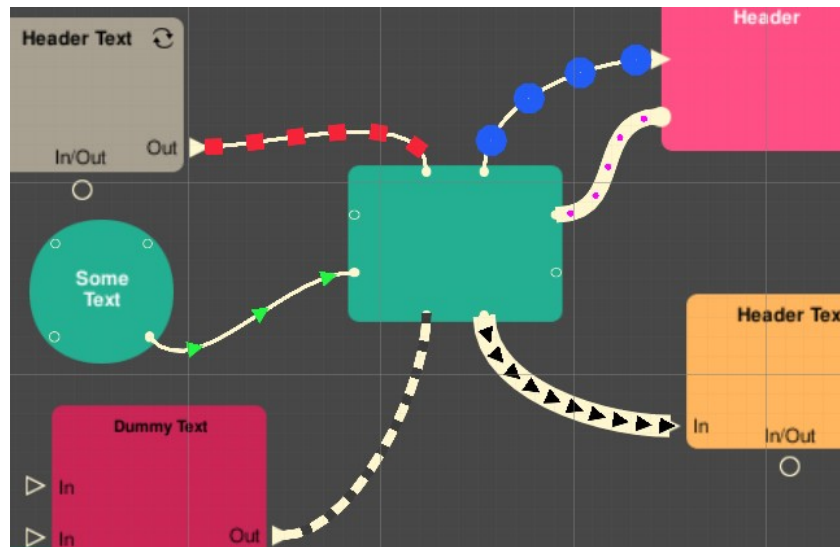 Header Text
Header
In/Out
Out
Some
Text
Header Tex
In
In/Out
Dummy Text
In
In
Out